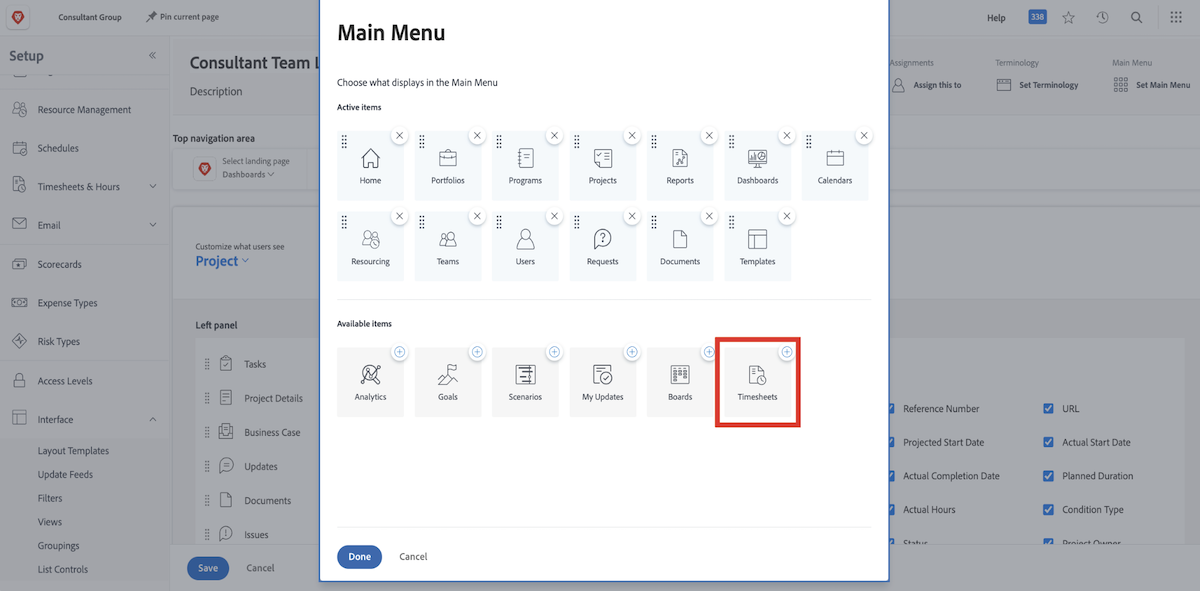 Consultant Group
Pin current page
Help
338
Setup
Resource Management
Schedules
Timesheets & Hours
Email
Scorecards
Expense Types
Risk Types
Access Levels
Interface
Layout Templates
Update Feeds
Filters
Views
Groupings
List Controls
Consultant Team
Description
Assignments
Assign this to
Terminology
Set Terminology
Main Menu
Set Main Menu
Top navigation area
Select landing page
Dashboards
Customize what users see
Project
Left panel
Tasks
Project Details
Business Case
Updates
Documents
Issues
Save
Cancel
Main Menu
Choose what displays in the Main Menu
Active items
Home
Portfolios
Programs
Projects
Reports
Dashboards
Calendars
Resourcing
Teams
Users
Requests
Documents
Templates
Available items
Analytics
Goals
Scenarios
My Updates
Boards
Timesheets
Done
Cancel
Reference Number
URL
Projected Start Date
Actual Start Date
Actual Completion Date
Planned Duration
Actual Hours
Condition Type
Status
Project Owner